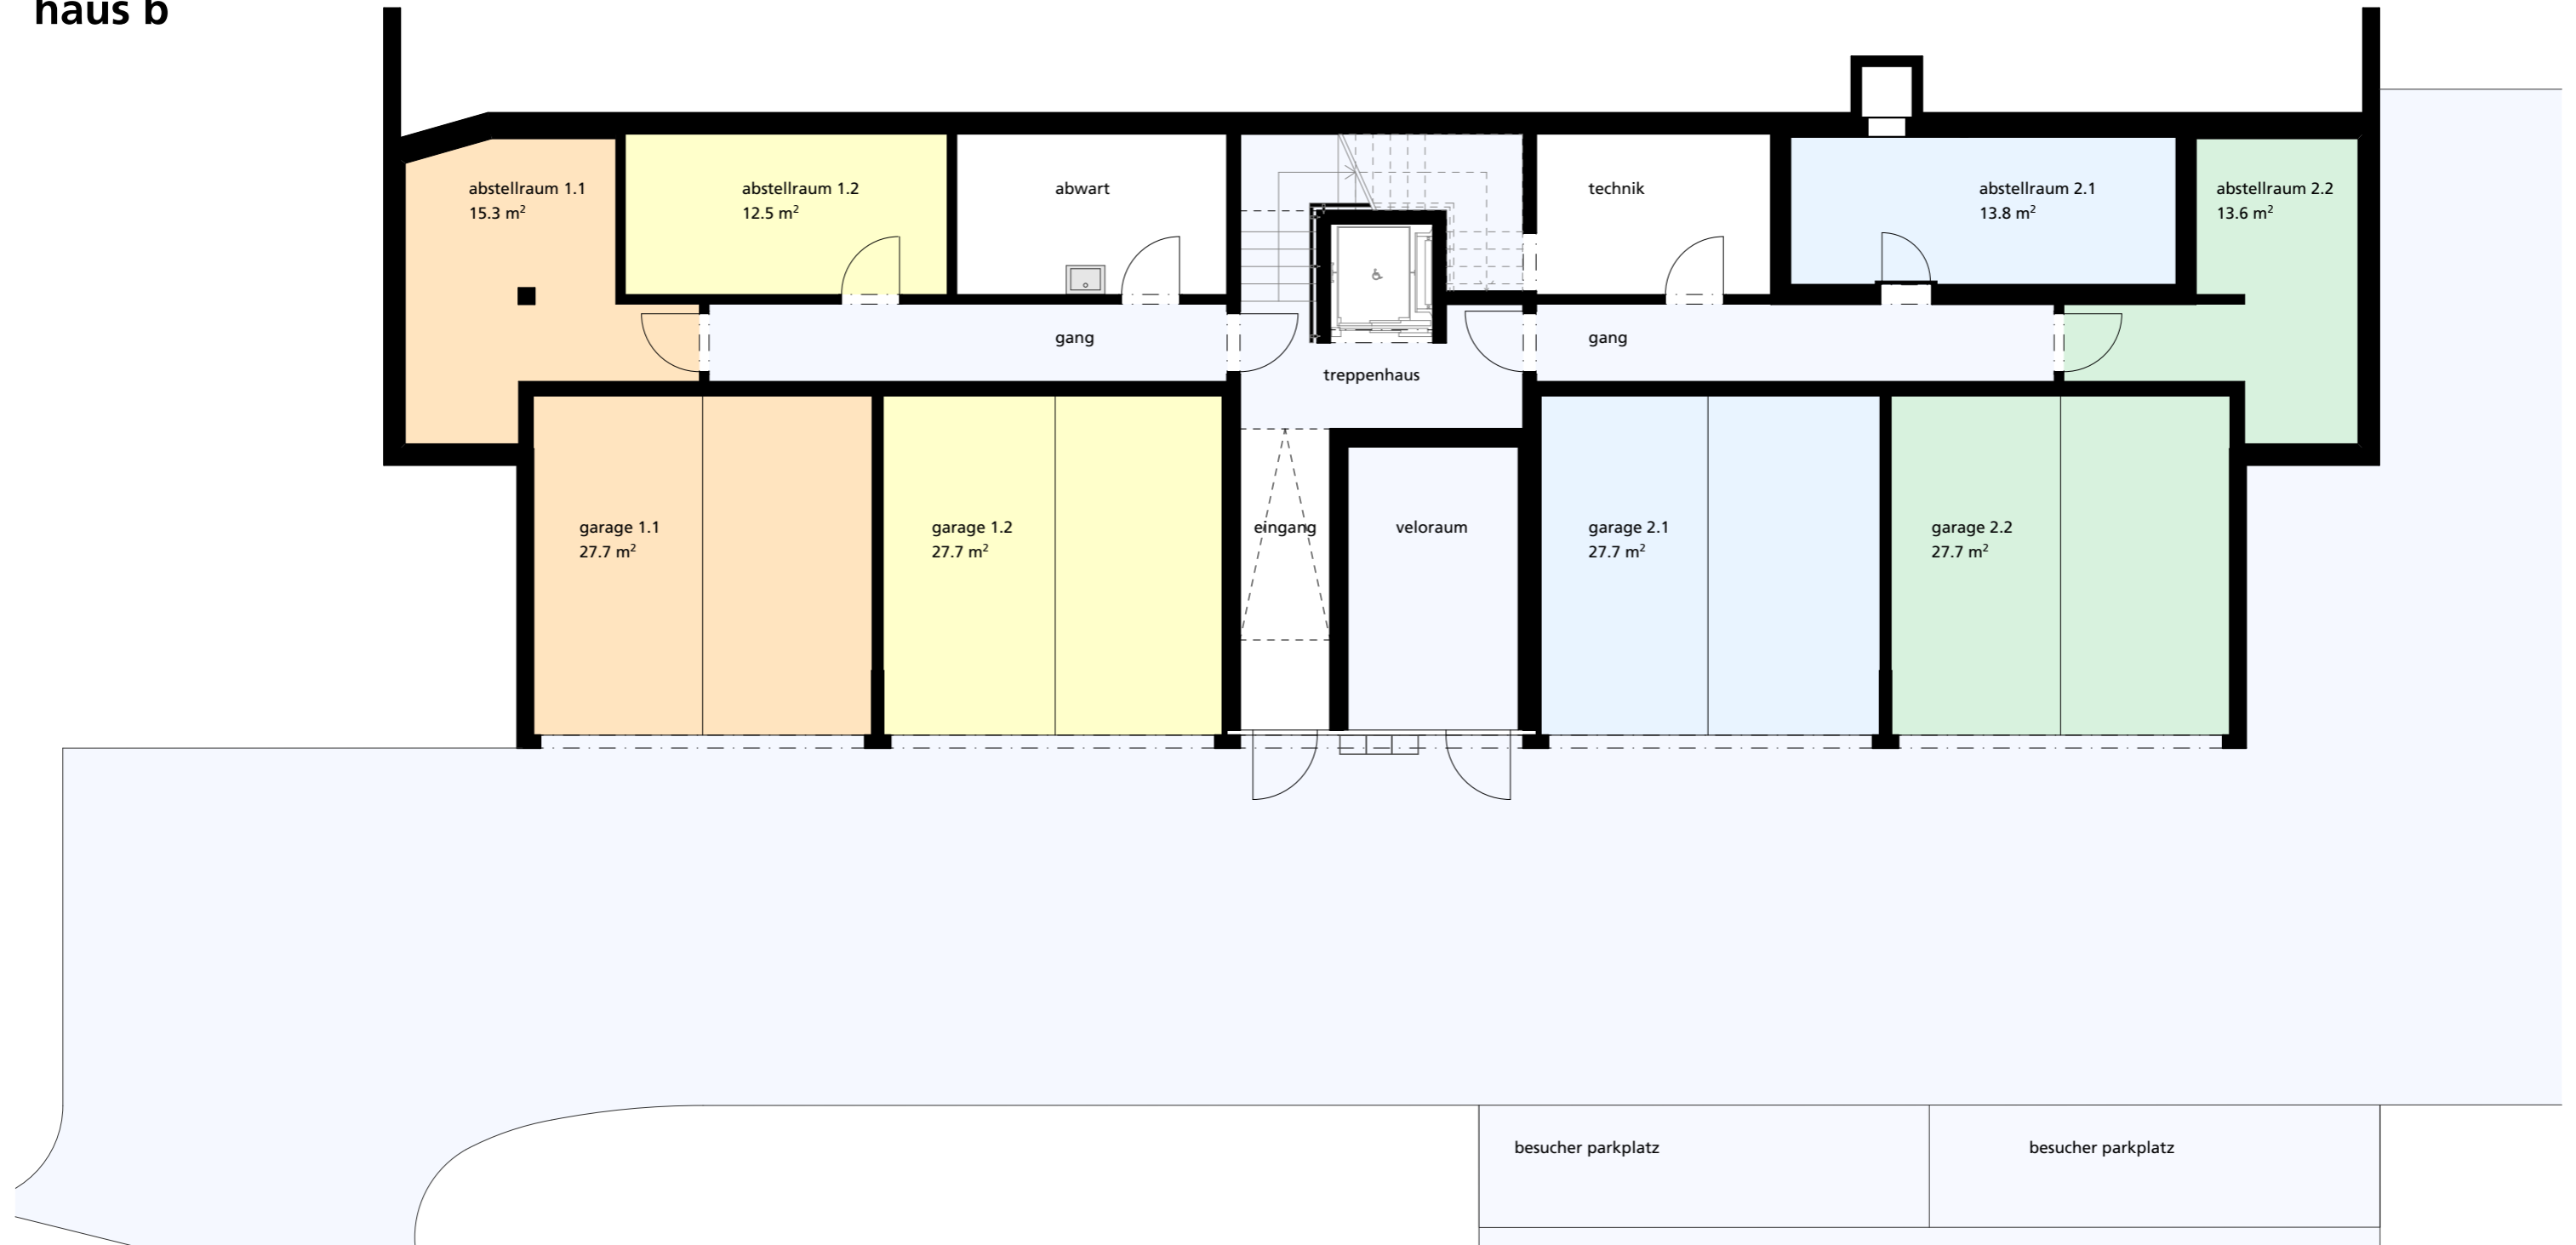 haus b
abstellraum 1.1
15.3 m²
abstellraum 1.2
12.5 m²
abwart
technik
abstellraum 2.1
13.8 m²
abstellraum 2.2
13.6 m²
gang
gang
treppenhaus
garage 1.1
27.7 m²
garage 1.2
27.7 m²
eingang
veloraum
garage 2.1
27.7 m²
garage 2.2
27.7 m²
besucher parkplatz
besucher parkplatz